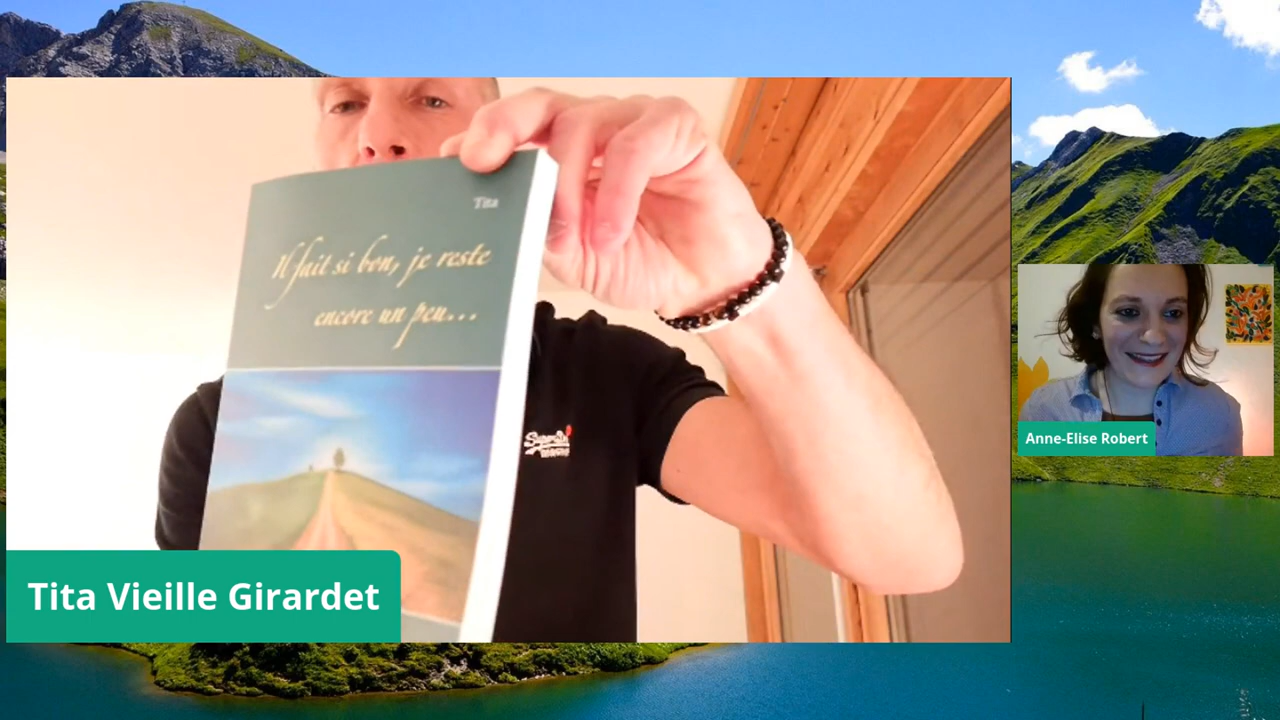 Tita
Il fait si bon, je reste
encore un peu...
Tita Vieille Girardet
Anne-Elise Robert